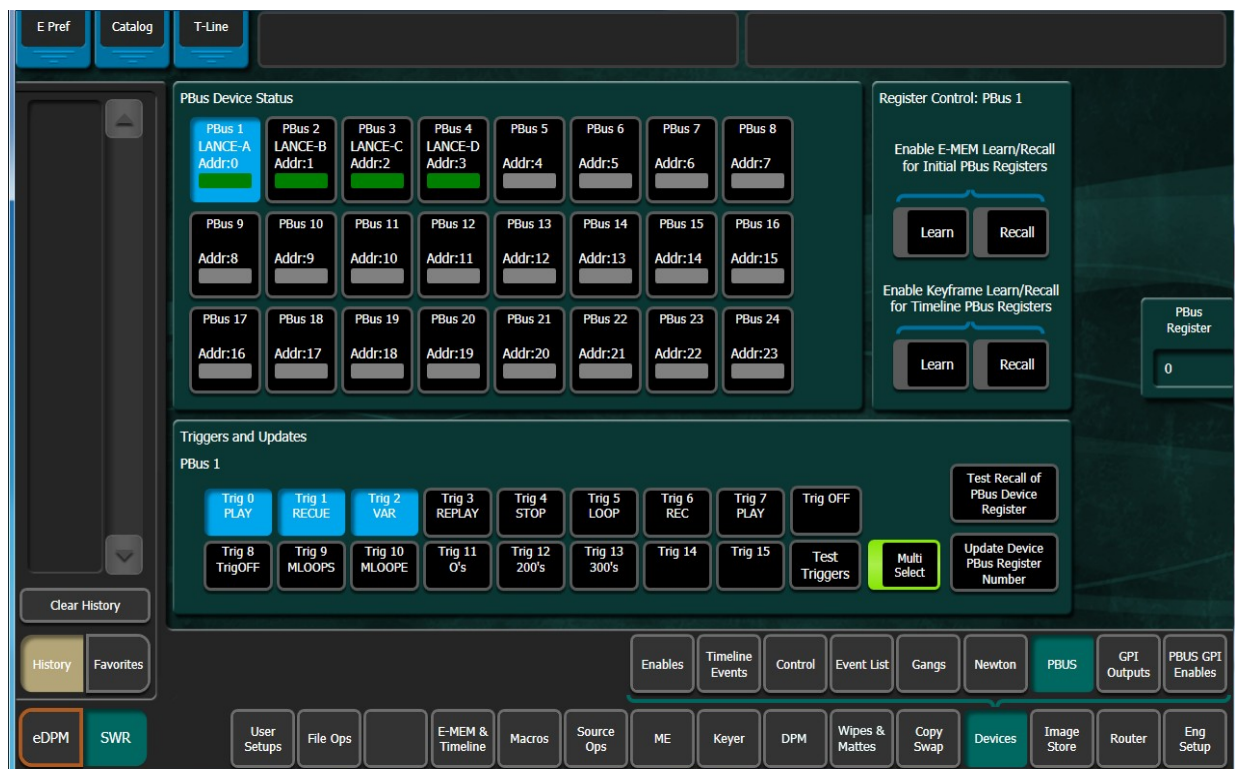 E Pref
Catalog
T-Line
PBus Device Status
PBus 1
LANCE-A
Addr:0
PBus 2
LANCE-B
Addr:1
PBus 3
LANCE-C
Addr:2
PBus 4
LANCE-D
Addr:3
PBus 5
Addr:4
PBus 6
Addr:5
PBus 7
Addr:6
PBus 8
Addr:7
PBus 9
Addr:8
PBus 10
Addr:9
PBus 11
Addr:10
PBus 12
Addr:11
PBus 13
Addr:12
PBus 14
Addr:13
PBus 15
Addr:14
PBus 16
Addr:15
PBus 17
Addr:16
PBus 18
Addr:17
PBus 19
Addr:18
PBus 20
Addr:19
PBus 21
Addr:20
PBus 22
Addr:21
PBus 23
Addr:22
PBus 24
Addr:23
Register Control: PBus 1
Enable E-MEM Learn/Recall
for Initial PBus Registers
Learn
Recall
Enable Keyframe Learn/Recall
for Timeline PBus Registers
Learn
Recall
PBus
Register
0
Triggers and Updates
PBus 1
Trig 0
PLAY
Trig 1
RECUE
Trig 2
VAR
Trig 3
REPLAY
Trig 4
STOP
Trig 5
LOOP
Trig 6
REC
Trig 7
PLAY
Trig OFF
Test Recall of
PBus Device
Register
Trig 8
TrigOFF
Trig 9
MLOOPS
Trig 10
MLOOPE
Trig 11
O's
Trig 12
200's
Trig 13
300's
Trig 14
Trig 15
Test
Triggers
Multi
Select
Update Device
PBus Register
Number
Clear History
History
Favorites
Enables
Timeline
Events
Control
Event List
Gangs
Newton
PBUS
GPI
Outputs
PBUS GPI
Enables
eDPM
SWR
User
Setups
File Ops
E-MEM &
Timeline
Macros
Source
Ops
ME
Keyer
DPM
Wipes &
Mattes
Copy
Swap
Devices
Image
Store
Router
Eng
Setup